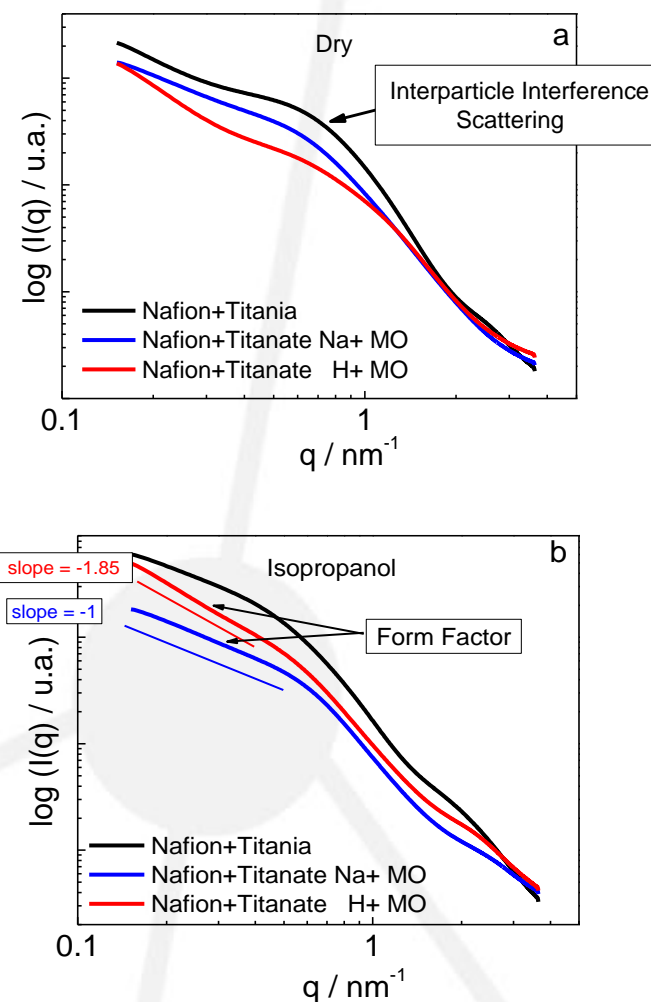 a
Dry
Interparticle Interference
Scattering
log (I(q) / u.a.)
Nafion+Titania
Nafion+Titanate Na+ MO
Nafion+Titanate H+ MO
0.1
1
q / nm⁻¹
b
slope = -1.85
Isopropanol
slope = -1
Form Factor
log (I(q) / u.a.)
Nafion+Titania
Nafion+Titanate Na+ MO
Nafion+Titanate H+ MO
0.1
1
q / nm⁻¹